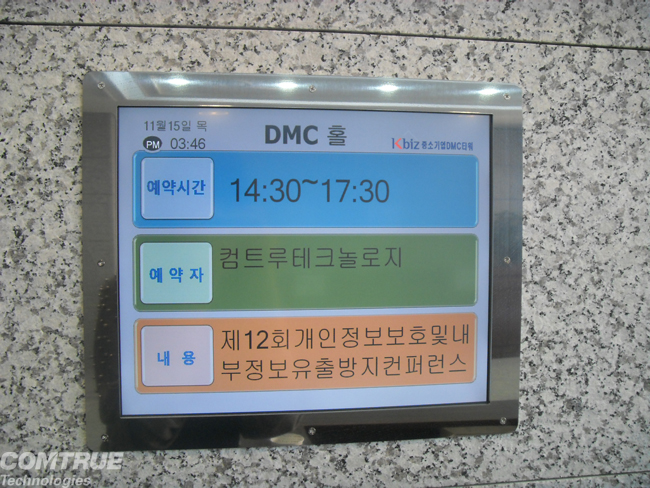 11월15일 목
DMC 홀
PM 03:46
Kbiz 중소기업DMC타워
예약시간
14:30~17:30
예 약 자
컴트루테크놀로지
내 용
제12회개인정보보호및내
부정보유출방지컨퍼런스
COMTRUE
Technologies